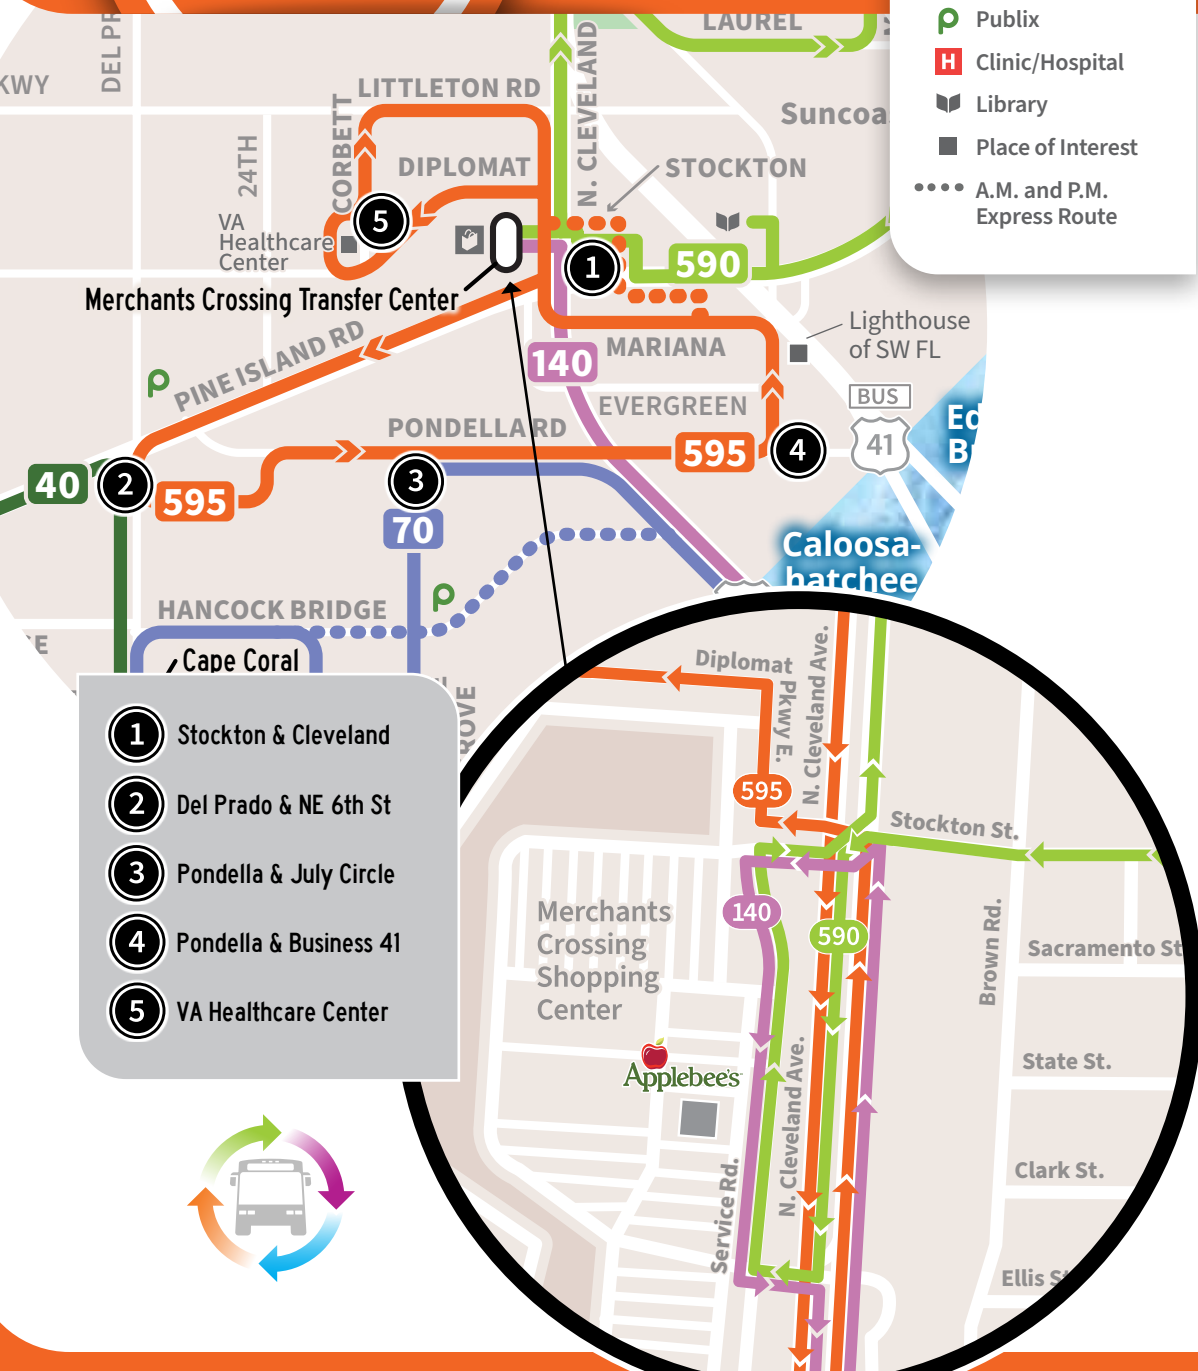 LAUREL
Publix
Clinic/Hospital
Library
Place of Interest
A.M. and P.M.
Express Route
KWY
DEL PR
24TH
CORBETT
LITTLETON RD
DIPLOMAT
N. CLEVELAND
STOCKTON
Suncoa
VA
Healthcare
Center
5
1
590
Merchants Crossing Transfer Center
PINE ISLAND RD
140
MARIANA
Lighthouse
of SW FL
EVERGREEN
BUS
41
PONDELLA RD
595
4
Ed
B
40
2
595
3
70
Caloosa-
hatchee
HANCOCK BRIDGE
Cape Coral
ROVE
1 Stockton & Cleveland
2 Del Prado & NE 6th St
3 Pondella & July Circle
4 Pondella & Business 41
5 VA Healthcare Center
Diplomat
Pkwy E.
N. Cleveland Ave.
595
Stockton St.
140
590
Merchants
Crossing
Shopping
Center
Brown Rd.
Sacramento St
Applebee's
N. Cleveland Ave.
State St.
Service Rd.
Clark St.
Ellis S